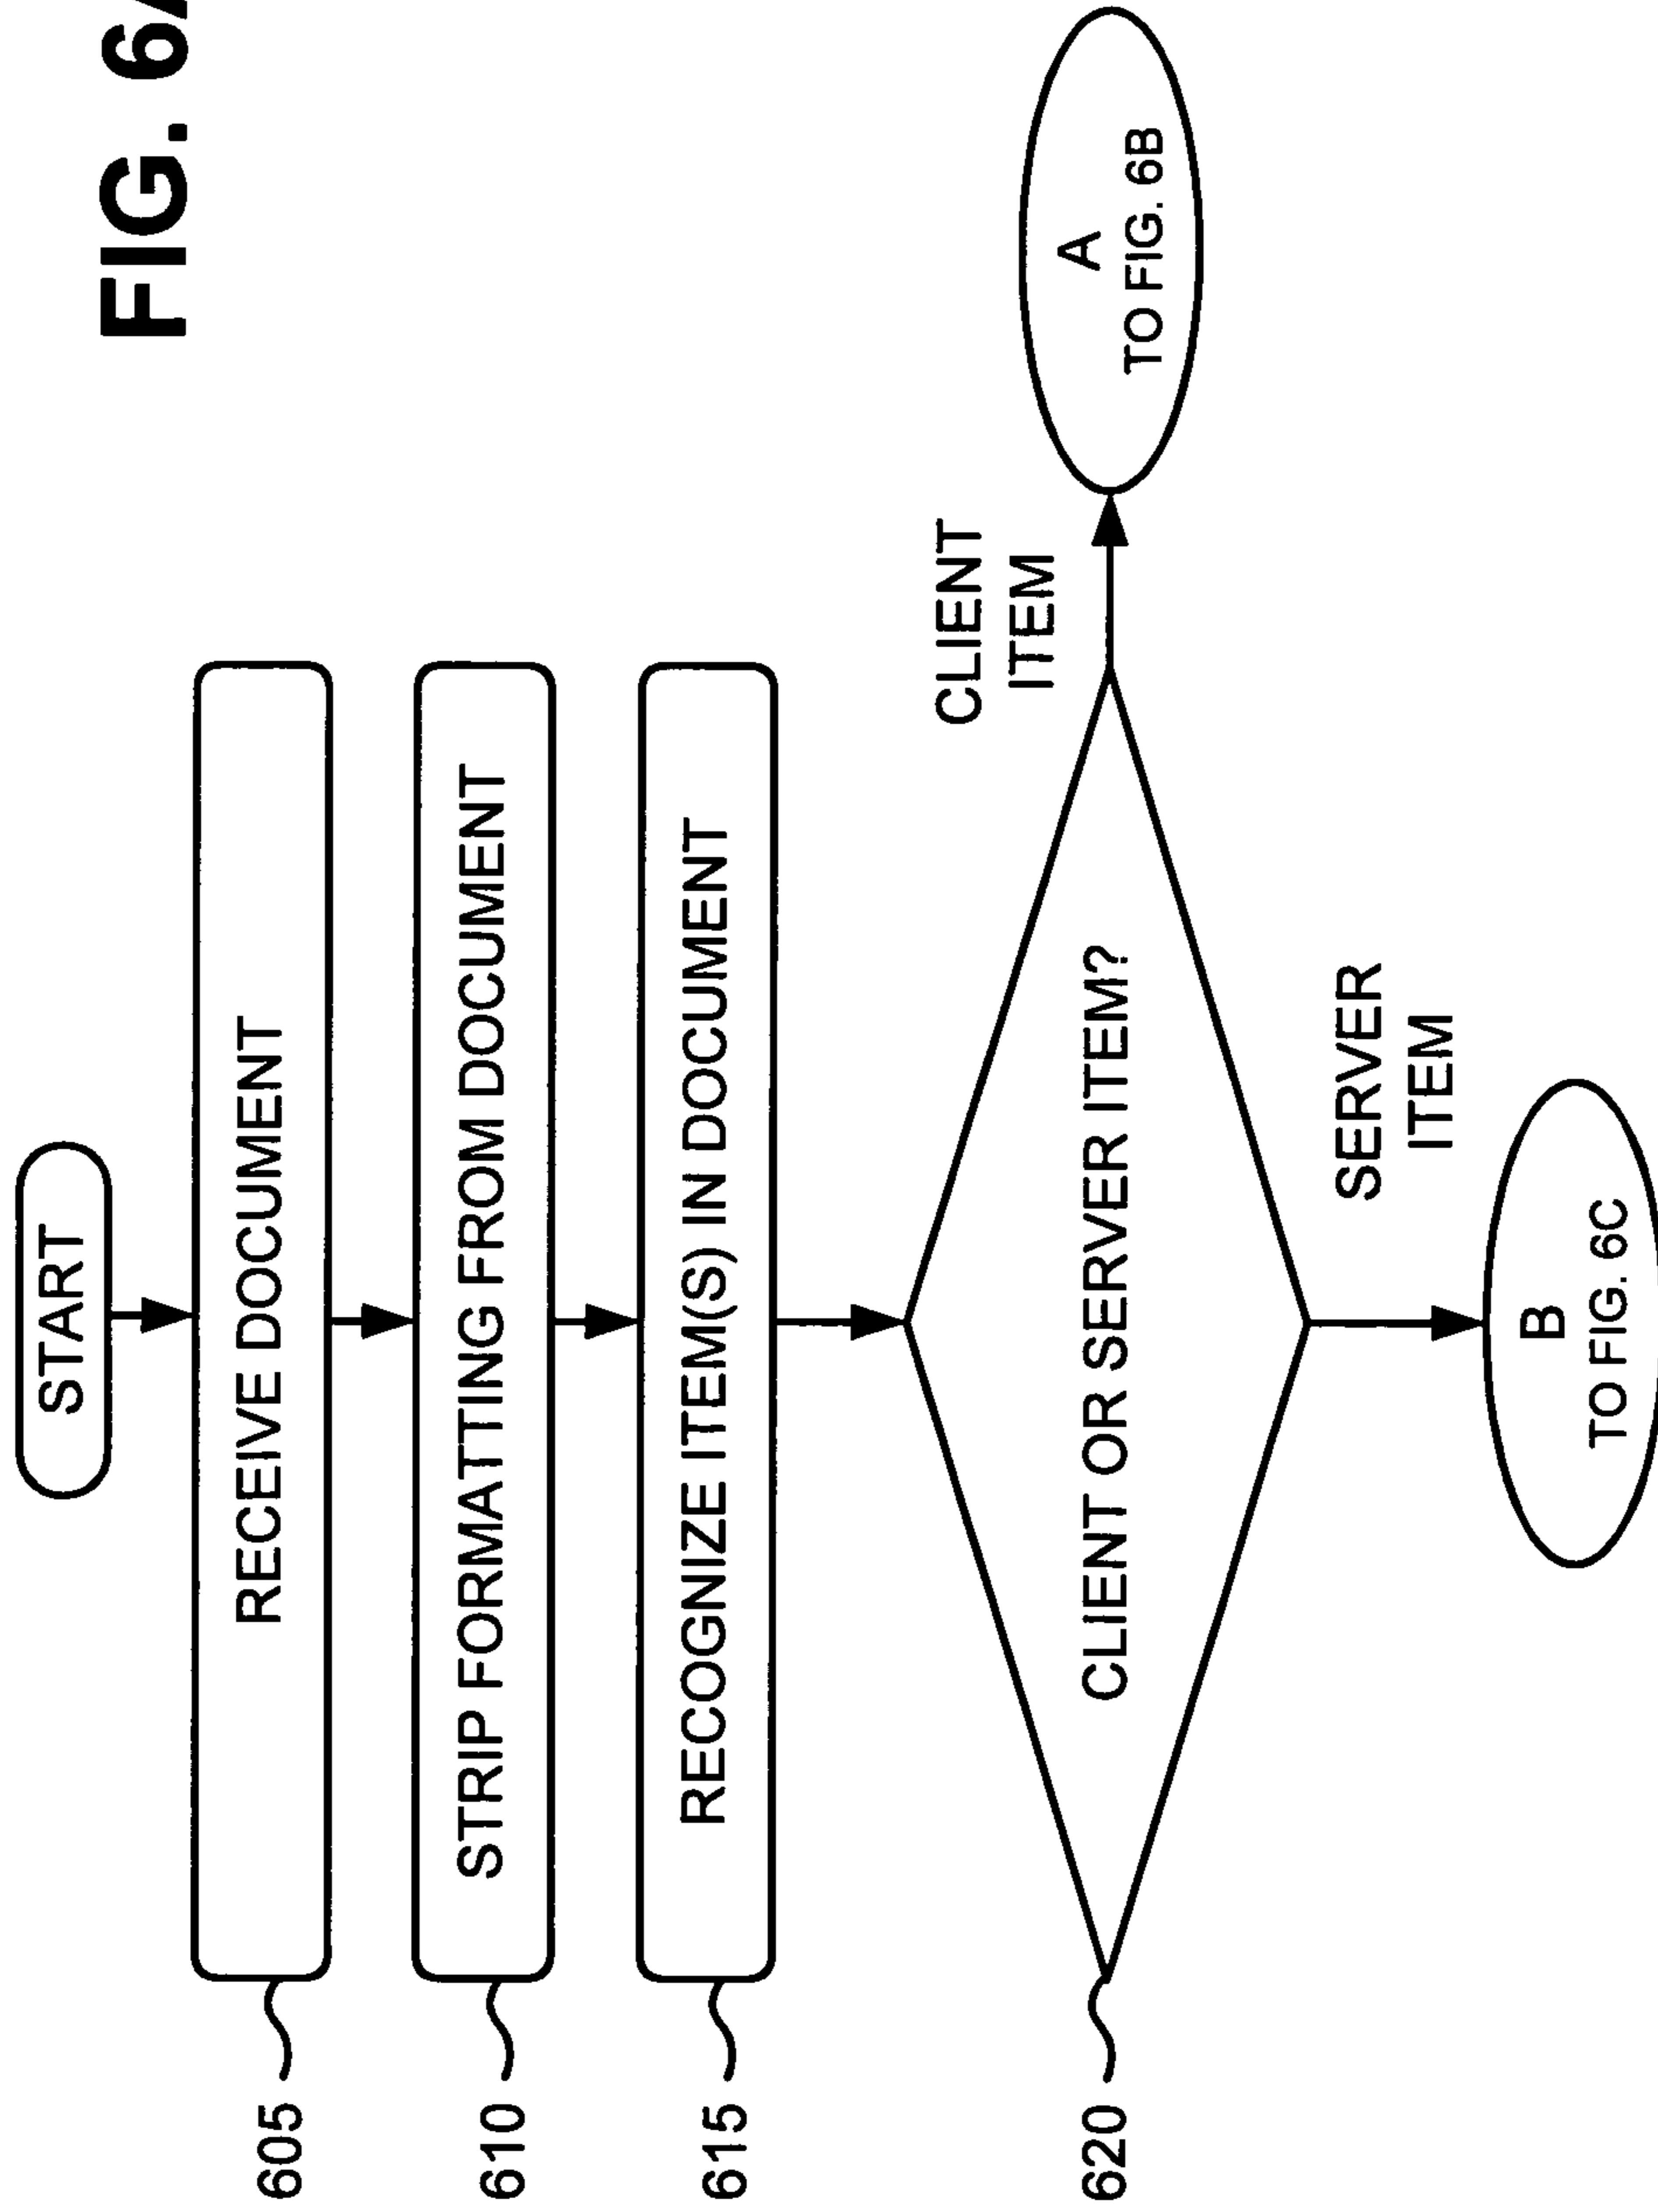 FIG. 6A
START
605
RECEIVE DOCUMENT
610
STRIP FORMATTING FROM DOCUMENT
615
RECOGNIZE ITEM(S) IN DOCUMENT
620
CLIENT OR SERVER ITEM?
CLIENT
ITEM
A
TO FIG. 6B
SERVER
ITEM
B
TO FIG. 6C